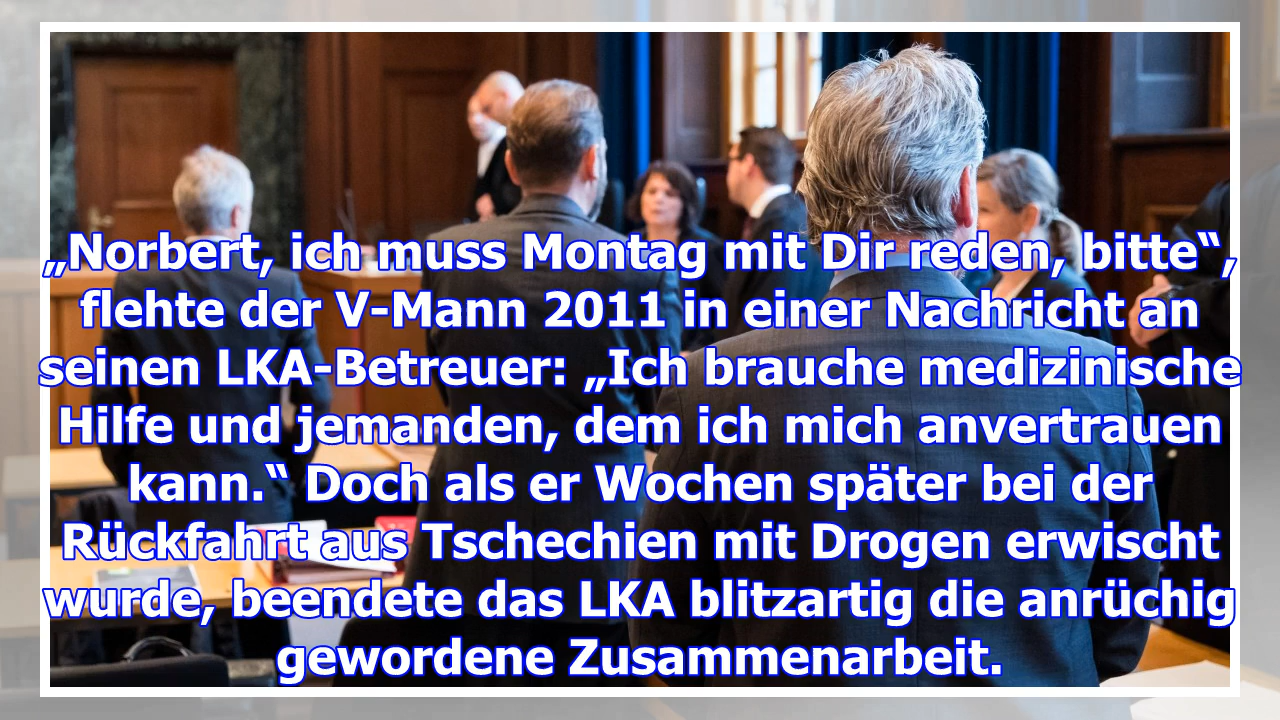 „Norbert, ich muss Montag mit Dir reden, bitte“,
flehte der V-Mann 2011 in einer Nachricht an
seinen LKA-Betreuer: „Ich brauche medizinische
Hilfe und jemanden, dem ich mich anvertrauen
kann.“ Doch als er Wochen später bei der
Rückfahrt aus Tschechien mit Drogen erwischt
wurde, beendete das LKA blitzartig die anrüchig
gewordene Zusammenarbeit.